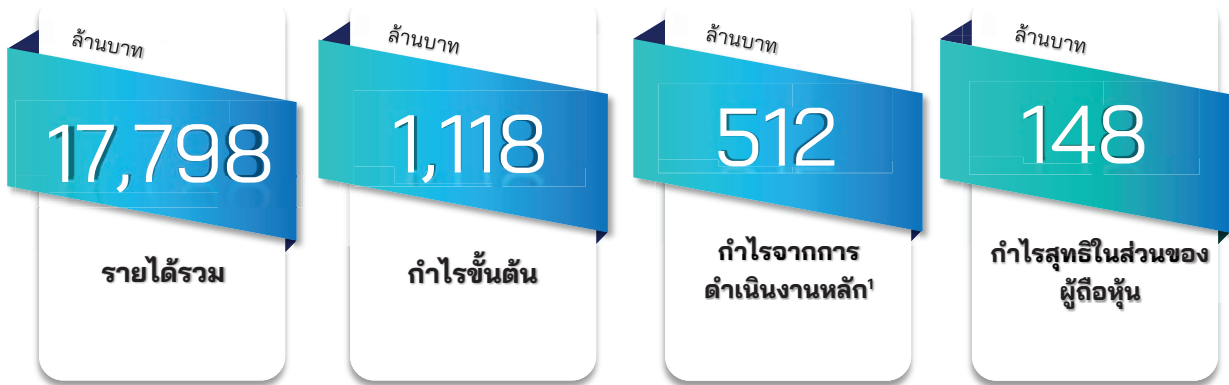 ล้านบาท
17,798
รายได้รวม
ล้านบาท
1,118
กำไรขั้นต้น
ล้านบาท
512
กำไรจากการ
ดำเนินงานหลัก¹
ล้านบาท
148
กำไรสุทธิในส่วนของ
ผู้ถือหุ้น